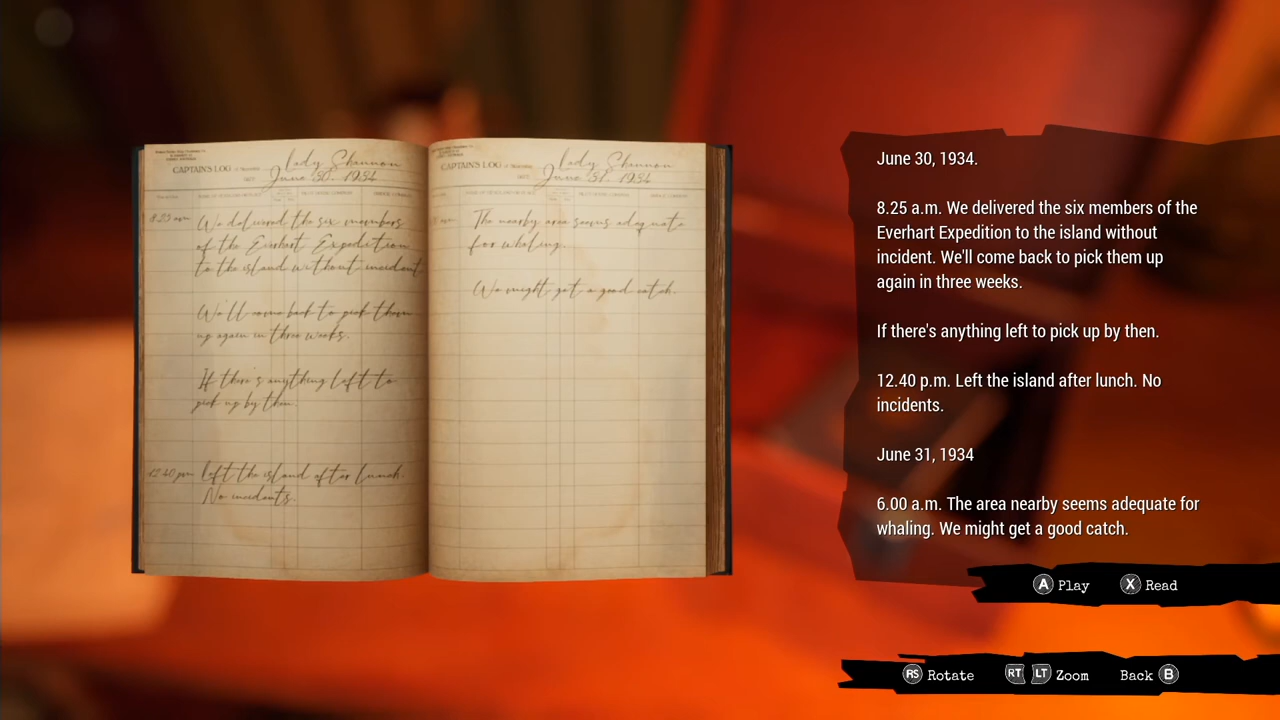 CAPTAIN'S LOG
Lady Shannon
June 30. 1934
8.25 am
We delivered the six members
of the Everhart Expedition
to the island without incident.
We'll come back to pick them
up again in three weeks.
If there's anything left to
pick up by then.
12.40 pm
Left the island after lunch.
No incidents.
CAPTAIN'S LOG
Lady Shannon
June 31. 1934
The nearby area seems adequate
for whaling.
We might get a good catch.
June 30, 1934.
8.25 a.m. We delivered the six members of the
Everhart Expedition to the island without
incident. We'll come back to pick them up
again in three weeks.
If there's anything left to pick up by then.
12.40 p.m. Left the island after lunch. No
incidents.
June 31, 1934
6.00 a.m. The area nearby seems adequate for
whaling. We might get a good catch.
A Play X Read
RS Rotate RT LT Zoom Back B